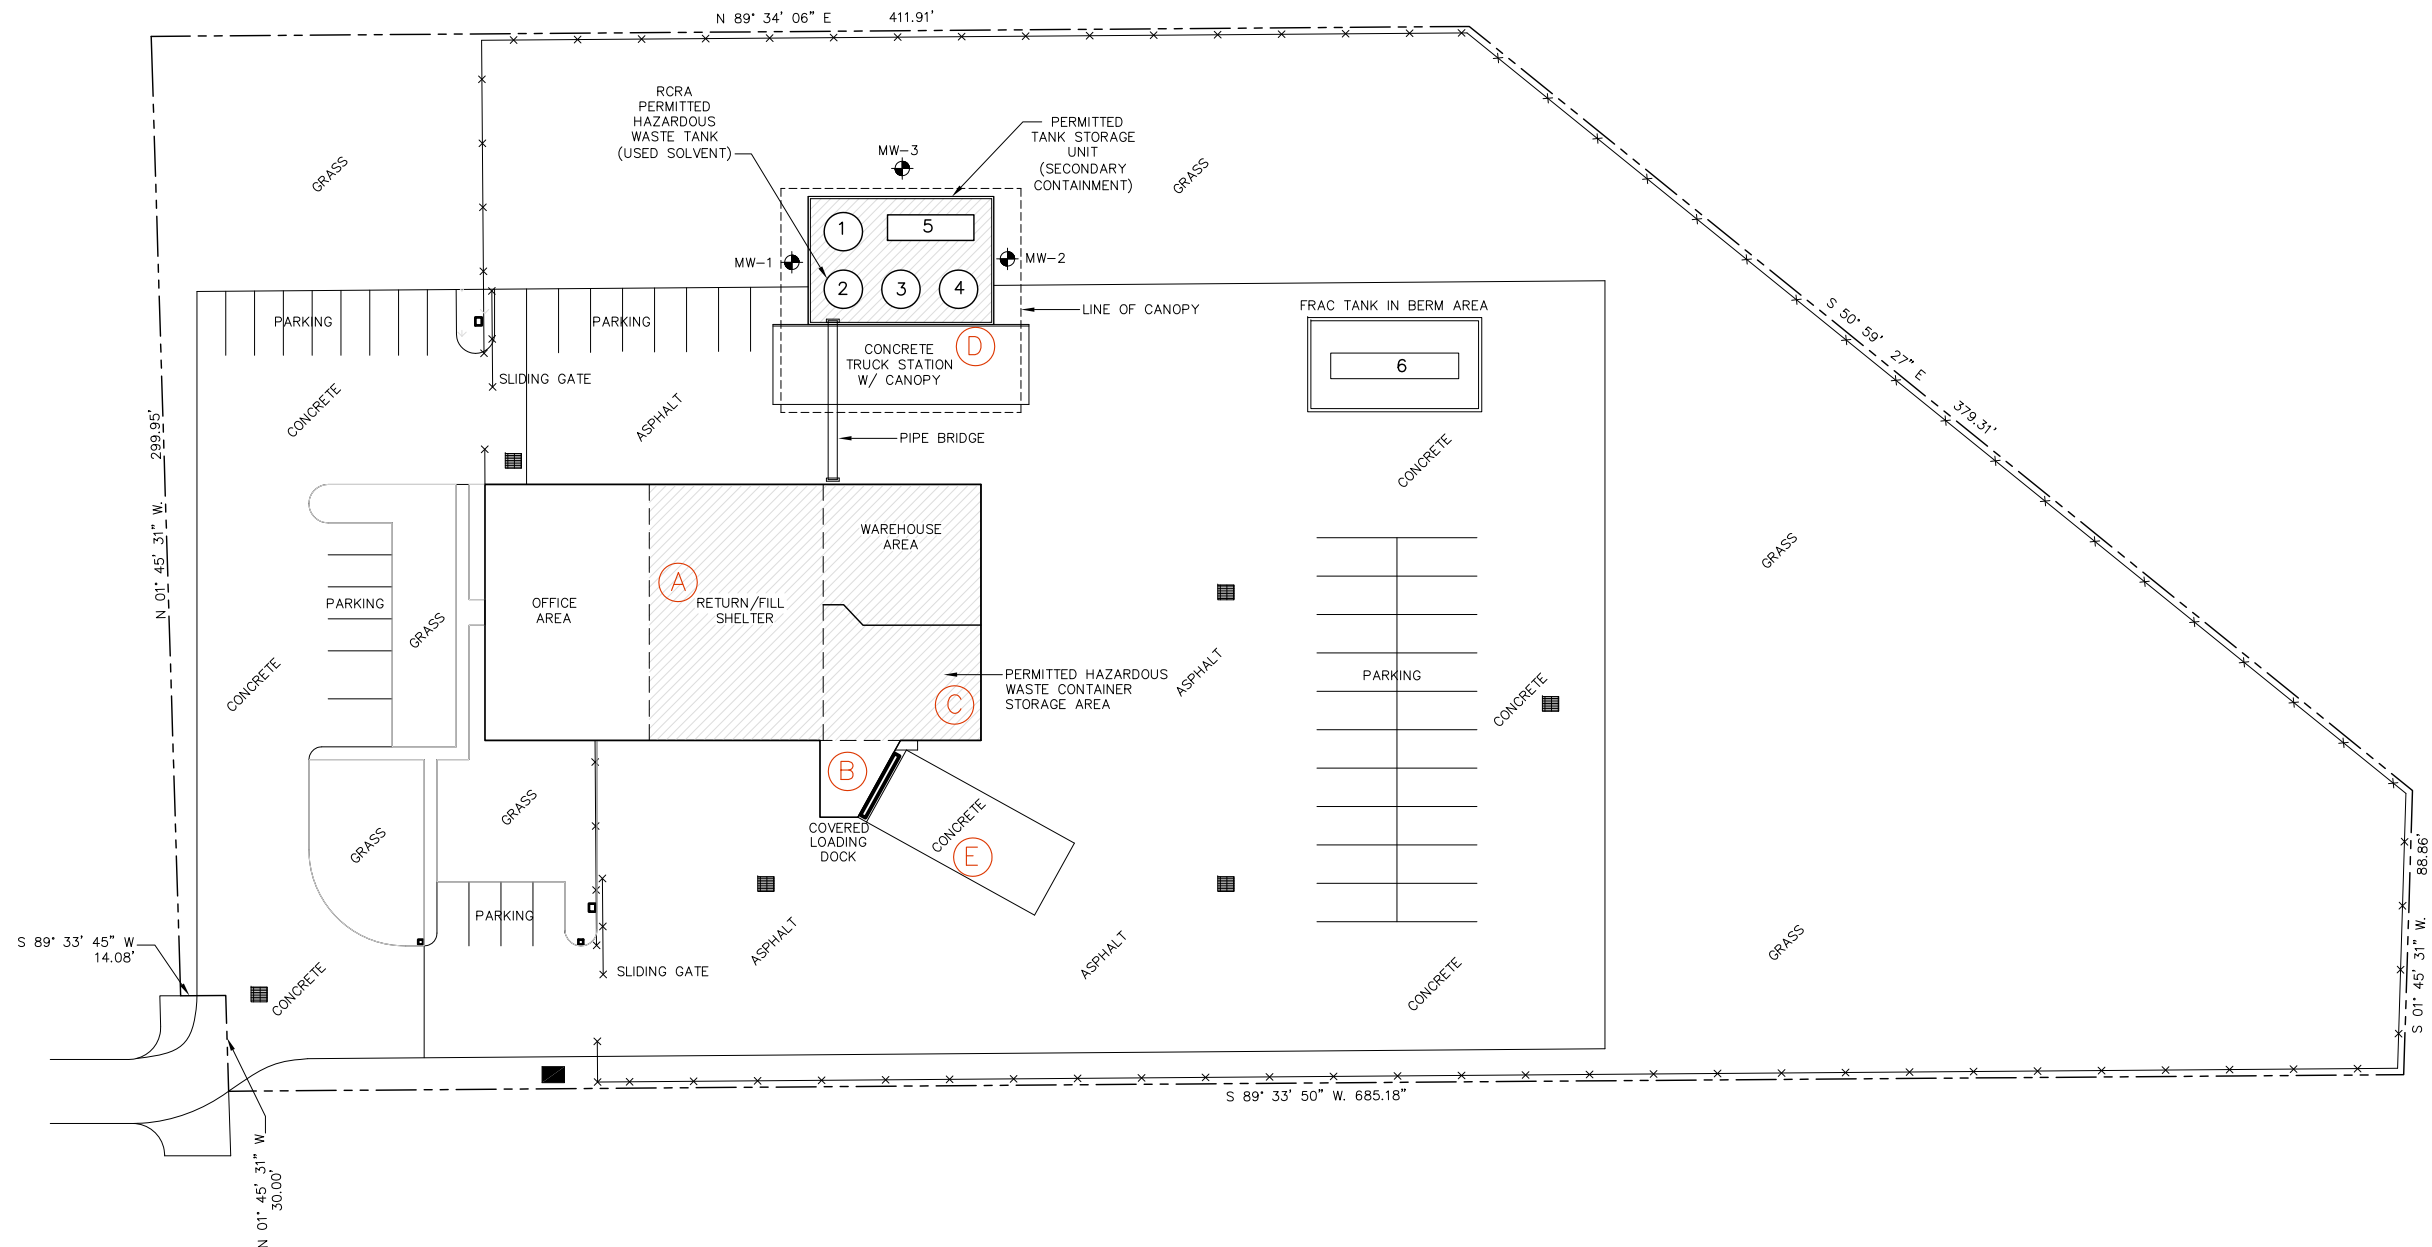 N 89° 34' 06" E 411.91'
RCRA
PERMITTED
HAZARDOUS
WASTE TANK
(USED SOLVENT)
PERMITTED
TANK STORAGE
UNIT
(SECONDARY
CONTAINMENT)
MW-3
GRASS
GRASS
1
5
MW-1
MW-2
2
3
4
LINE OF CANOPY
FRAC TANK IN BERM AREA
PARKING
PARKING
S 50° 59' 27" E
379.31'
CONCRETE
TRUCK STATION
W/ CANOPY
D
6
SLIDING GATE
CONCRETE
ASPHALT
299.95'
N 01° 45' 31" W.
PIPE BRIDGE
CONCRETE
WAREHOUSE
AREA
GRASS
A
OFFICE
AREA
RETURN/FILL
SHELTER
PARKING
GRASS
CONCRETE
PERMITTED HAZARDOUS
WASTE CONTAINER
STORAGE AREA
C
ASPHALT
PARKING
CONCRETE
B
GRASS
GRASS
COVERED
LOADING
DOCK
CONCRETE
E
88.86'
S 01° 45' 31" W.
PARKING
S 89° 33' 45" W
14.08'
ASPHALT
ASPHALT
GRASS
SLIDING GATE
CONCRETE
CONCRETE
S 89° 33' 50" W. 685.18"
N 01° 45' 31" W
30.00'